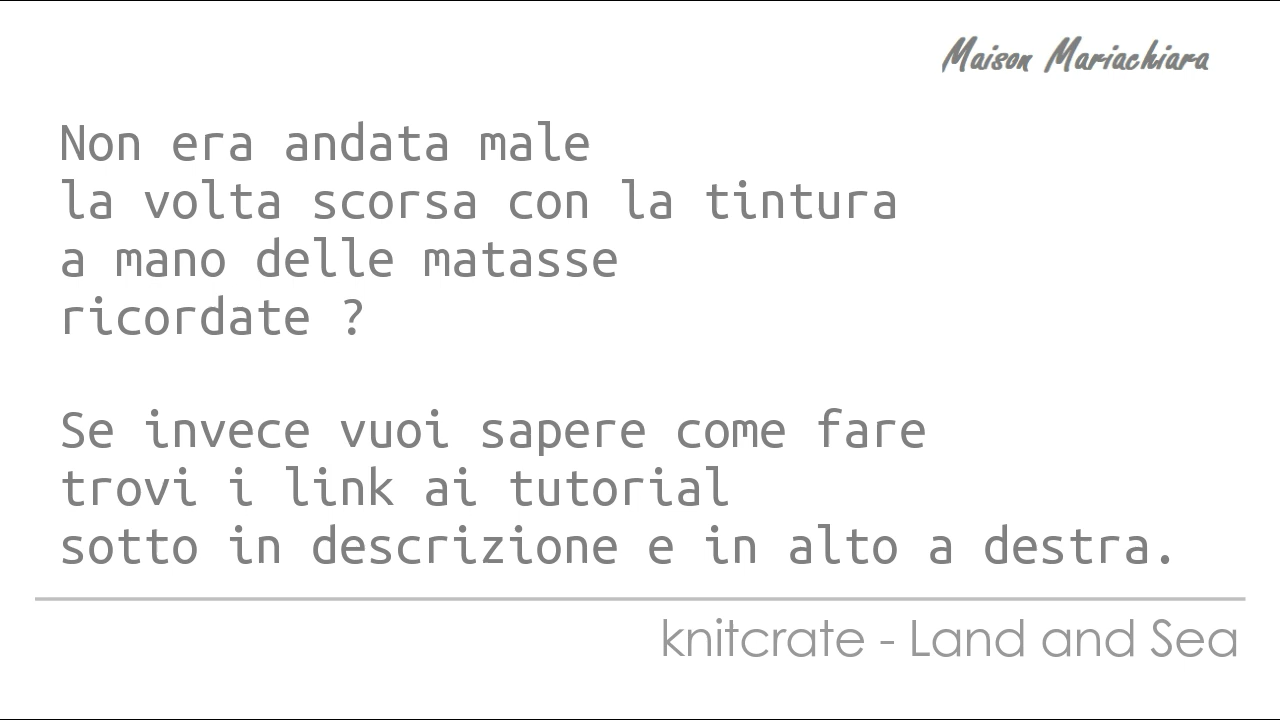 Maison Mariachiara
Non era andata male
la volta scorsa con la tintura
a mano delle matasse
ricordate ?
Se invece vuoi sapere come fare
trovi i link ai tutorial
sotto in descrizione e in alto a destra.
knitcrate - Land and Sea